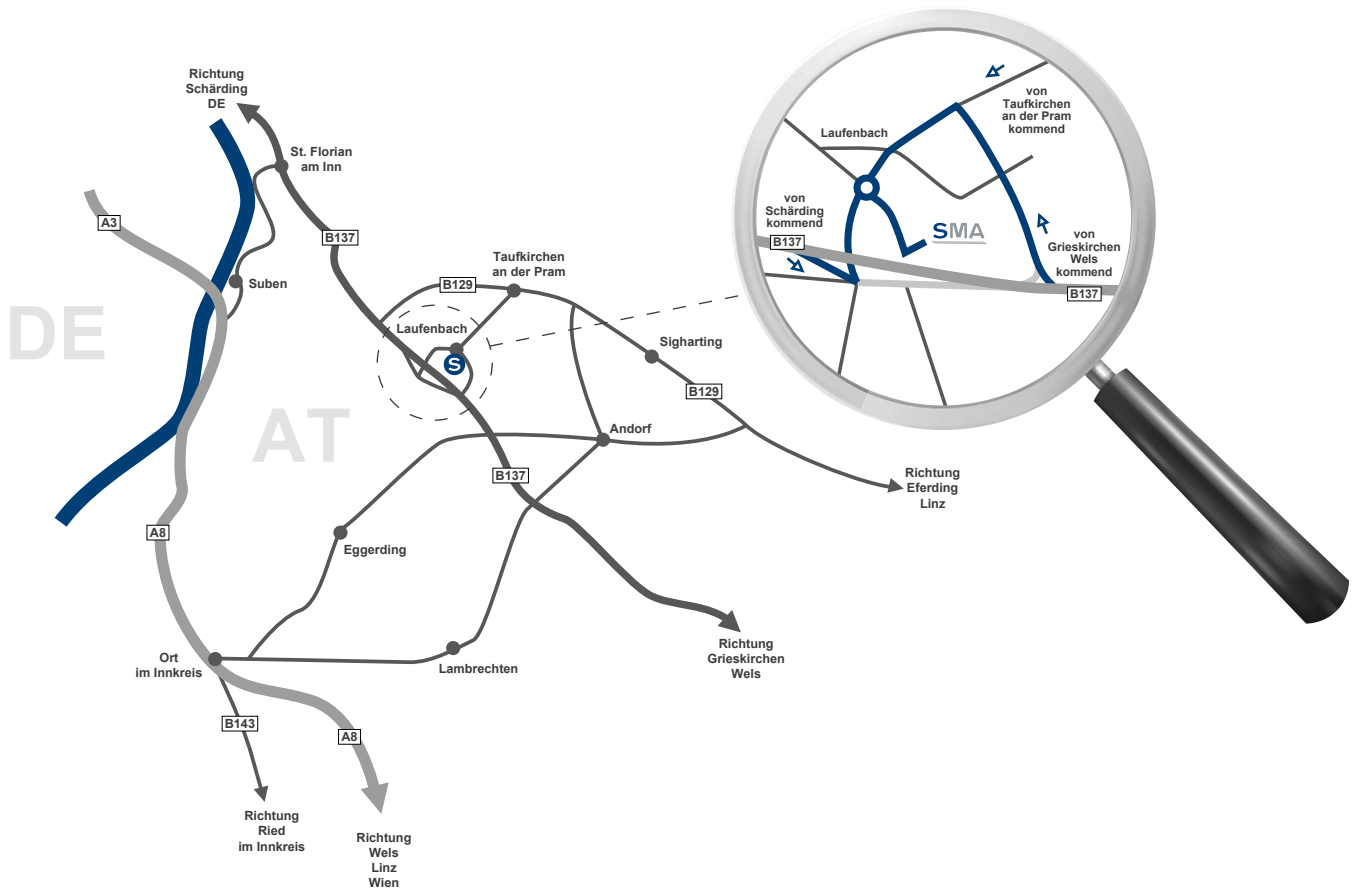 Richtung
Schärding
DE
St. Florian
am Inn
A3
B137
Suben
DE
AT
Taufkirchen
an der Pram
B129
Laufenbach
S
Sigharting
B129
Andorf
B137
Richtung
Eferding
Linz
A8
Eggerding
Ort
im Innkreis
Lambrechten
Richtung
Grieskirchen
Wels
B143
A8
Richtung
Ried
im Innkreis
Richtung
Wels
Linz
Wien
von
Taufkirchen
an der Pram
kommend
Laufenbach
von
Schärding
kommend
B137
SMA
von
Grieskirchen
Wels
kommend
B137